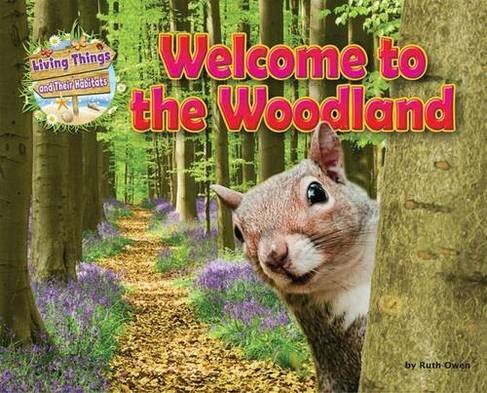 Living Things
and Their Habitats
Welcome to
the Woodland
by Ruth Owen